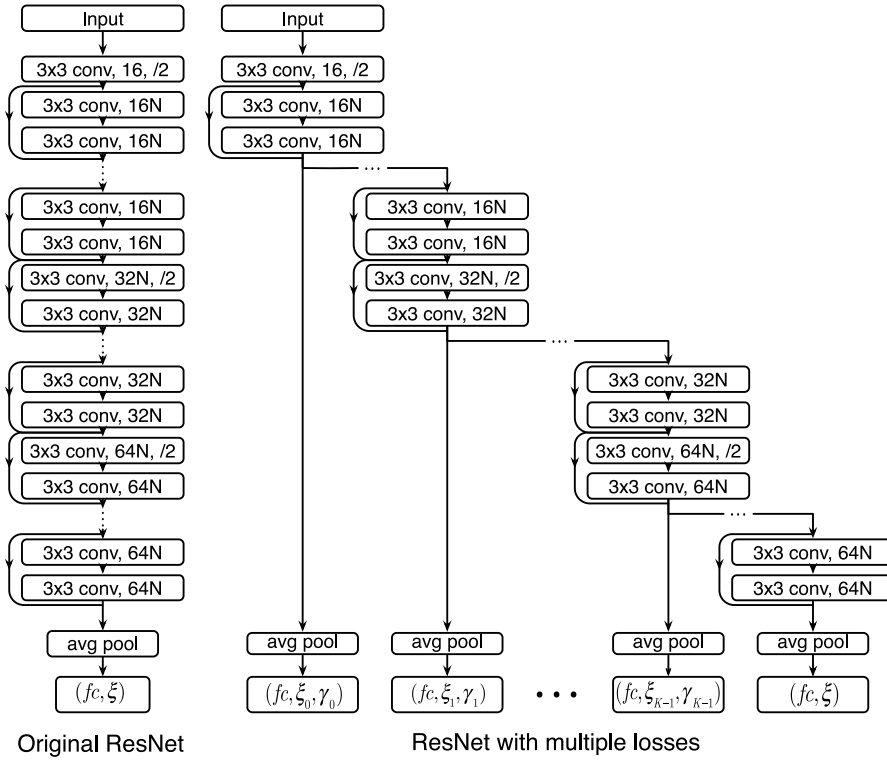 Input
3x3 conv, 16, /2
3x3 conv, 16N
3x3 conv, 16N
3x3 conv, 16N
3x3 conv, 16N
3x3 conv, 32N, /2
3x3 conv, 32N
3x3 conv, 32N
3x3 conv, 32N
3x3 conv, 64N, /2
3x3 conv, 64N
3x3 conv, 64N
3x3 conv, 64N
avg pool
(fc, ξ)
Original ResNet
Input
3x3 conv, 16, /2
3x3 conv, 16N
3x3 conv, 16N
...
avg pool
(fc, ξ₀, γ₀)
3x3 conv, 16N
3x3 conv, 16N
3x3 conv, 32N, /2
3x3 conv, 32N
...
avg pool
(fc, ξ₁, γ₁)
• • •
3x3 conv, 32N
3x3 conv, 32N
3x3 conv, 64N, /2
3x3 conv, 64N
...
avg pool
(fc, ξ_{K−1}, γ_{K−1})
3x3 conv, 64N
3x3 conv, 64N
avg pool
(fc, ξ)
ResNet with multiple losses